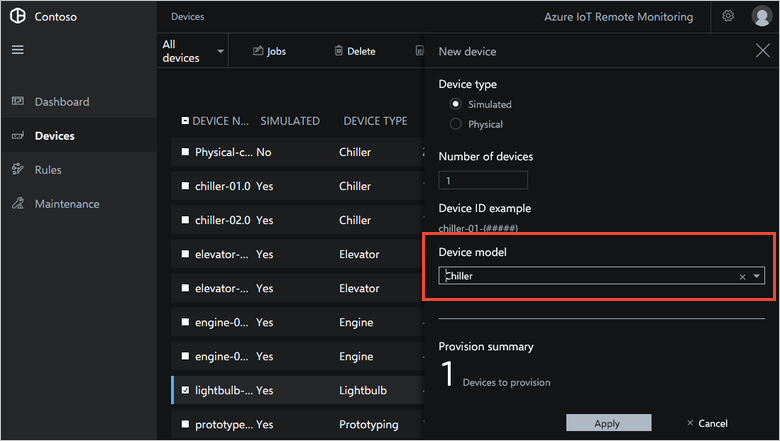 Contoso
Devices
Azure IoT Remote Monitoring
All devices
Jobs
Delete
New device
Dashboard
Devices
Rules
Maintenance
DEVICE N... SIMULATED DEVICE TYPE
Physical-c... No Chiller
chiller-01.0 Yes Chiller
chiller-02.0 Yes Chiller
elevator-... Yes Elevator
elevator-... Yes Elevator
engine-0... Yes Engine
engine-0... Yes Engine
lightbulb-... Yes Lightbulb
prototype... Yes Prototyping
Device type
Simulated
Physical
Number of devices
1
Device ID example
chiller-01-(#####)
Device model
Chiller
Provision summary
1 Devices to provision
Apply
Cancel